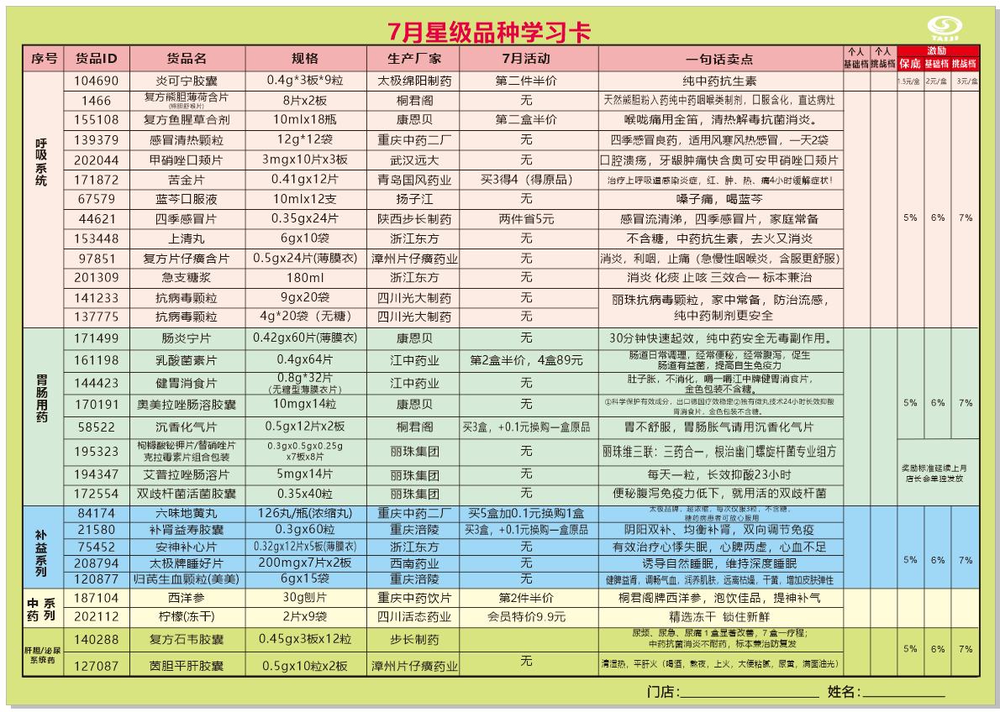 7月星级品种学习卡
TAIJI
序号 货品ID 货品名 规格 生产厂家 7月活动 一句话卖点 个人基础档 个人挑战档 激励 保底 基础档 挑战档
呼吸系统
104690 炎可宁胶囊 0.4g*3板*9粒 太极绵阳制药 第二件半价 纯中药抗生素 1.5元/盒 2元/盒 3元/盒
1466 复方熊胆薄荷含片 (熊胆舒喉片) 8片x2板 桐君阁 无 天然熊胆粉入药纯中药咽喉类制剂，口服含化，直达病灶
155108 复方鱼腥草合剂 10mlx18瓶 康恩贝 第二盒半价 喉咙痛用金笛，清热解毒抗菌消炎。
139379 感冒清热颗粒 12g*12袋 重庆中药二厂 无 四季感冒良药，适用风寒风热感冒，一天2袋
202044 甲硝唑口颊片 3mgx10片x3板 武汉远大 无 口腔溃疡，牙龈肿痛快含奥可安甲硝唑口颊片
171872 苦金片 0.41gx12片 青岛国风药业 买3得4（得原品） 治疗上呼吸道感染炎症，红、肿、热、痛4小时缓解症状！
67579 蓝芩口服液 10mlx12支 扬子江 无 嗓子痛，喝蓝芩
44621 四季感冒片 0.35gx24片 陕西步长制药 两件省5元 感冒流清涕，四季感冒片，家庭常备
153448 上清丸 6gx10袋 浙江东方 无 不含糖，中药抗生素，去火又消炎
97851 复方片仔癀含片 0.5gx24片(薄膜衣) 漳州片仔癀药业 无 消炎，利咽，止痛（急慢性咽喉炎，含服更舒服）
201309 急支糖浆 180ml 浙江东方 无 消炎 化痰 止咳 三效合一 标本兼治
141233 抗病毒颗粒 9gx20袋 四川光大制药 无 丽珠抗病毒颗粒，家中常备，防治流感，
137775 抗病毒颗粒 4g*20袋（无糖） 四川光大制药 无 纯中药制剂更安全
5% 6% 7%
胃肠用药
171499 肠炎宁片 0.42gx60片(薄膜衣) 康恩贝 无 30分钟快速起效，纯中药安全无毒副作用。
161198 乳酸菌素片 0.4gx64片 江中药业 第2盒半价，4盒89元 肠道日常调理，经常便秘，经常腹泻，促生
肠道有益菌，提高自生免疫力
144423 健胃消食片 0.8g*32片 (无糖型薄膜衣片) 江中药业 无 肚子胀，不消化，嚼一嚼江中牌健胃消食片，
金色包装不含糖。
170191 奥美拉唑肠溶胶囊 10mgx14粒 康恩贝 无 ①科学保护有效成分，出口德国疗效稳定②独有微丸技术24小时长效抑酸
胃消食片，金色包装不含糖。
58522 沉香化气片 0.5gx12片x2板 桐君阁 买3盒，+0.1元换购一盒原品 胃不舒服，胃肠胀气请用沉香化气片
195323 枸橼酸铋钾片/替硝唑片 克拉霉素片组合包装 0.3gx0.5gx0.25g x7板x8片 丽珠集团 无 丽珠维三联：三药合一，根治幽门螺旋杆菌专业组方
194347 艾普拉唑肠溶片 5mgx14片 丽珠集团 无 每天一粒，长效抑酸23小时
172554 双歧杆菌活菌胶囊 0.35x40粒 丽珠集团 无 便秘腹泻免疫力低下，就用活的双歧杆菌
5% 6% 7%
奖励标准延续上月
店长会单独发放
补益系列
84174 六味地黄丸 126丸/瓶(浓缩丸) 重庆中药二厂 买5盒加0.1元换购1盒 太极品牌，超浓缩，每次仅服3粒，不含糖，
糖药病患者可放心服用
21580 补肾益寿胶囊 0.3gx60粒 重庆涪陵 买3盒，+0.1元换购一盒原品 阴阳双补、均衡补肾，双向调节免疫
75452 安神补心片 0.32gx12片x5板(薄膜衣) 浙江东方 无 有效治疗心悸失眠，心脾两虚，心血不足
208794 太极牌睡好片 200mgx7片x2板 西南药业 无 诱导自然睡眠，维持深度睡眠
120877 归芪生血颗粒(美美) 6gx15袋 重庆涪陵 无 健脾益肾，调畅气血，润养肌肤，远离枯燥，干菌，增加皮肤弹性
5% 6% 7%
中药系列
187104 西洋参 30g刨片 重庆中药饮片 第2件半价 桐君阁牌西洋参，泡饮佳品，提神补气
202112 柠檬(冻干) 2片x9袋 四川活态药业 会员特价9.9元 精选冻干 锁住新鲜
肝胆/泌尿系统药
140288 复方石韦胶囊 0.45gx3板x12粒 步长制药 尿频、尿急、尿痛1盒显著改善，7盒一疗程；
中药抗菌消炎不耐药，标本兼治防复发
127087 茵胆平肝胶囊 0.5gx10粒x2板 漳州片仔癀药业 无 清湿热，平肝火（喝酒，熬夜，上火，大便粘腻，尿黄，满面油光）
5% 6% 7%
门店: 姓名: